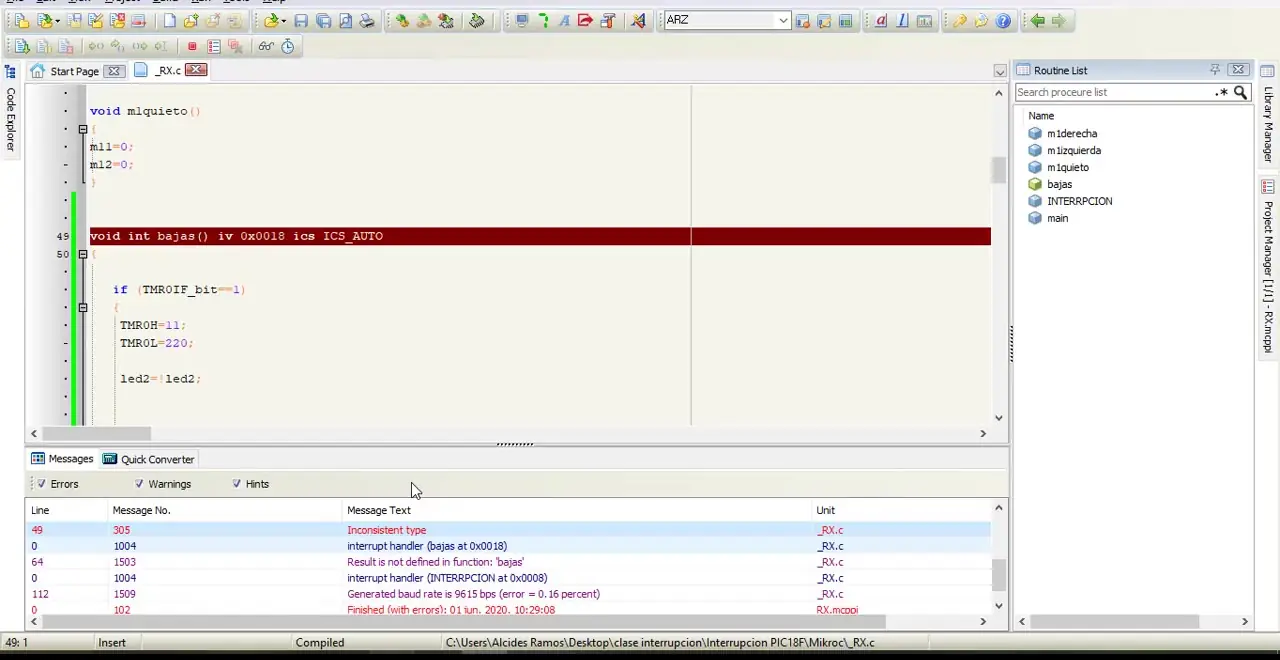 ARZ
Start Page
_RX.c
void m1quieto()
{
m11=0;
m12=0;
}
49 void int bajas() iv 0x0018 ics ICS_AUTO
50 {
if (TMR0IF_bit==1)
{
TMR0H=11;
TMR0L=220;
led2=!led2;
Code Explorer
Routine List
Search proceure list
.*
Name
m1derecha
m1izquierda
m1quieto
bajas
INTERRPCION
main
Library Manager
Project Manager [1/1] - RX.mcppi
Messages Quick Converter
Errors Warnings Hints
Line Message No. Message Text Unit
49 305 Inconsistent type _RX.c
0 1004 interrupt handler (bajas at 0x0018) _RX.c
64 1503 Result is not defined in function: 'bajas' _RX.c
0 1004 interrupt handler (INTERRPCION at 0x0008) _RX.c
112 1509 Generated baud rate is 9615 bps (error = 0.16 percent) _RX.c
0 102 Finished (with errors): 01 jun. 2020, 10:29:08 RX.mcppi
49: 1 Insert Compiled C:\Users\Alcides Ramos\Desktop\clase interrupcion\Interrupcion PIC18F\Mikroc\_RX.c